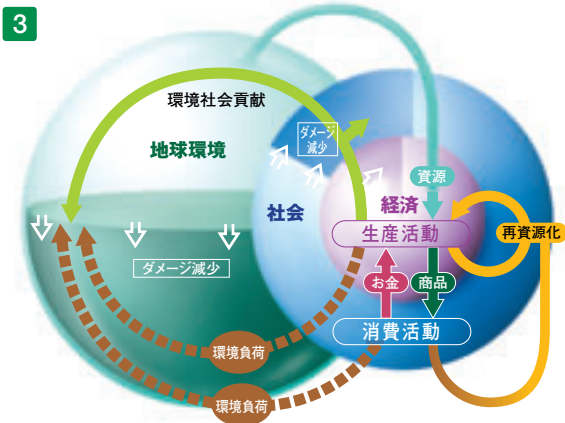 3
環境社会貢献
地球環境
ダメージ
減少
社会
資源
経済
生産活動
再資源化
ダメージ減少
お金
商品
消費活動
環境負荷
環境負荷